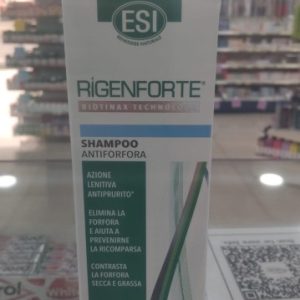 ESI
RIGENFORTE®
BIOTINAX TECHNOLOGY
SHAMPOO
ANTIFORFORA
AZIONE
LENITIVA
ANTIPRURITO*
ELIMINA LA
FORFORA
E AIUTA A
PREVENIRNE
LA RICOMPARSA
CONTRASTA
LA FORFORA
SECCA E GRASSA